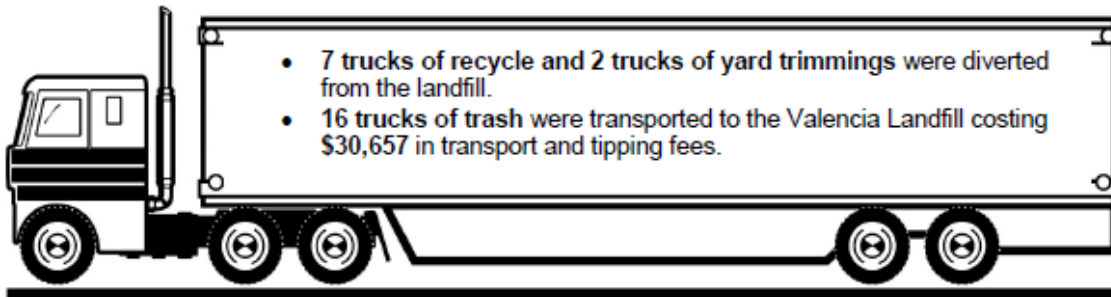 • 7 trucks of recycle and 2 trucks of yard trimmings were diverted
from the landfill.
• 16 trucks of trash were transported to the Valencia Landfill costing
$30,657 in transport and tipping fees.